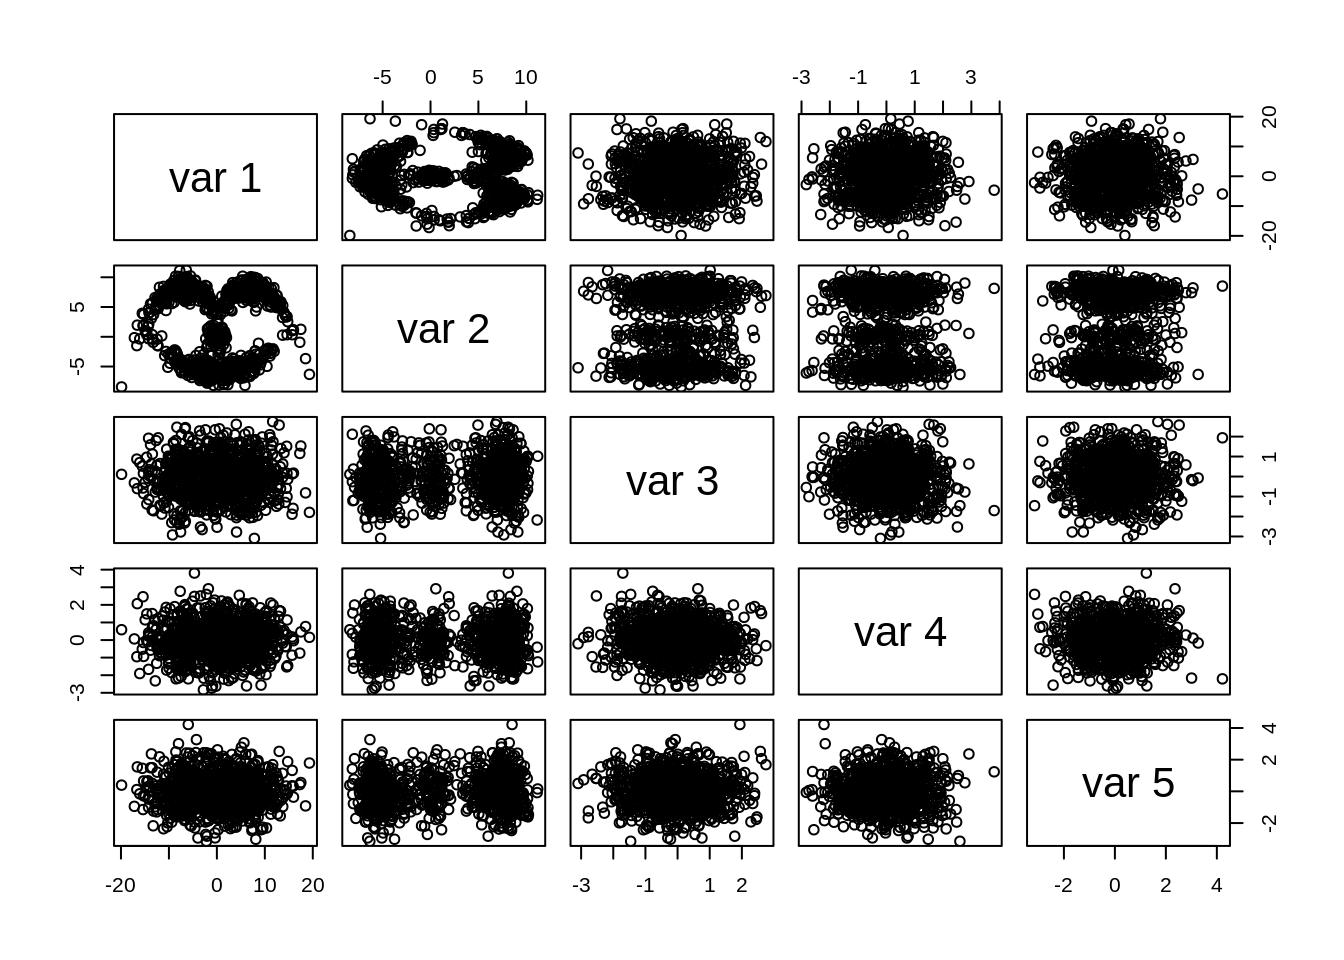 -5 0 5 10
-3 -1 1 3
var 1
-20 0 20
-5 5
var 2
var 3
-3 -1 1
-3 0 2 4
var 4
var 5
-2 2 4
-20 0 10 20
-3 -1 1 2
-2 0 2 4